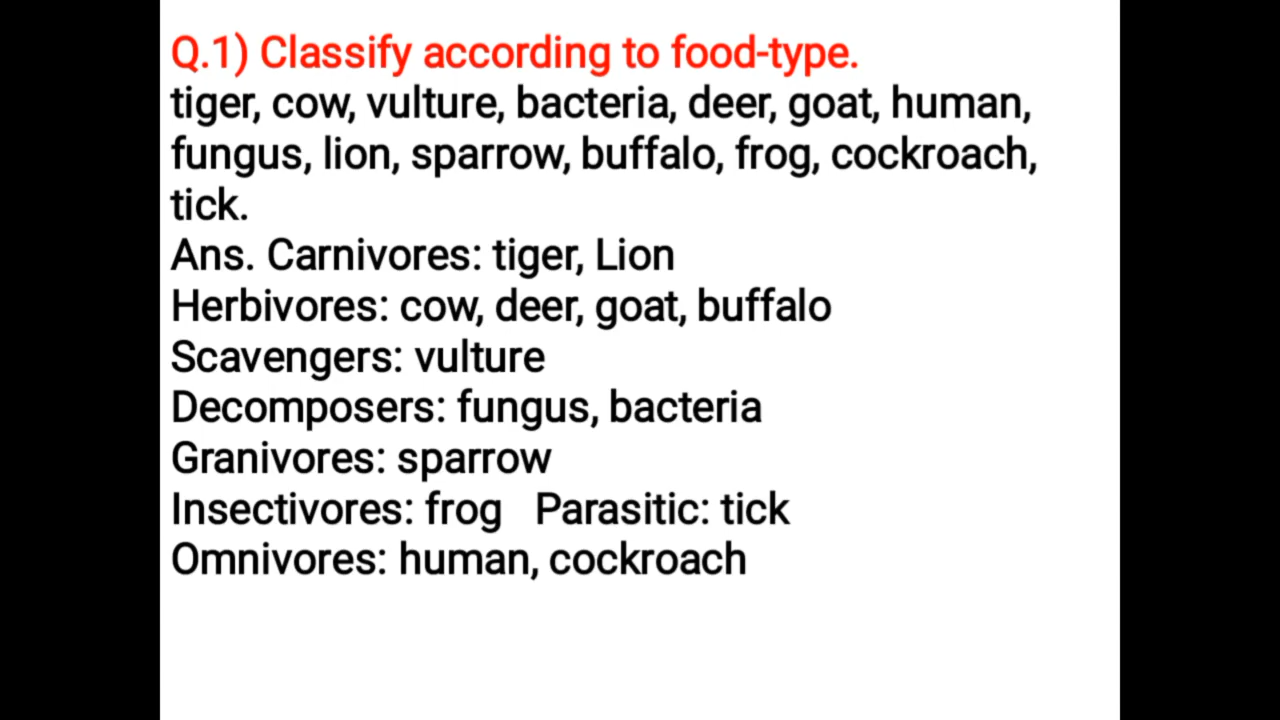 Q.1) Classify according to food-type.
tiger, cow, vulture, bacteria, deer, goat, human,
fungus, lion, sparrow, buffalo, frog, cockroach,
tick.
Ans. Carnivores: tiger, Lion
Herbivores: cow, deer, goat, buffalo
Scavengers: vulture
Decomposers: fungus, bacteria
Granivores: sparrow
Insectivores: frog   Parasitic: tick
Omnivores: human, cockroach